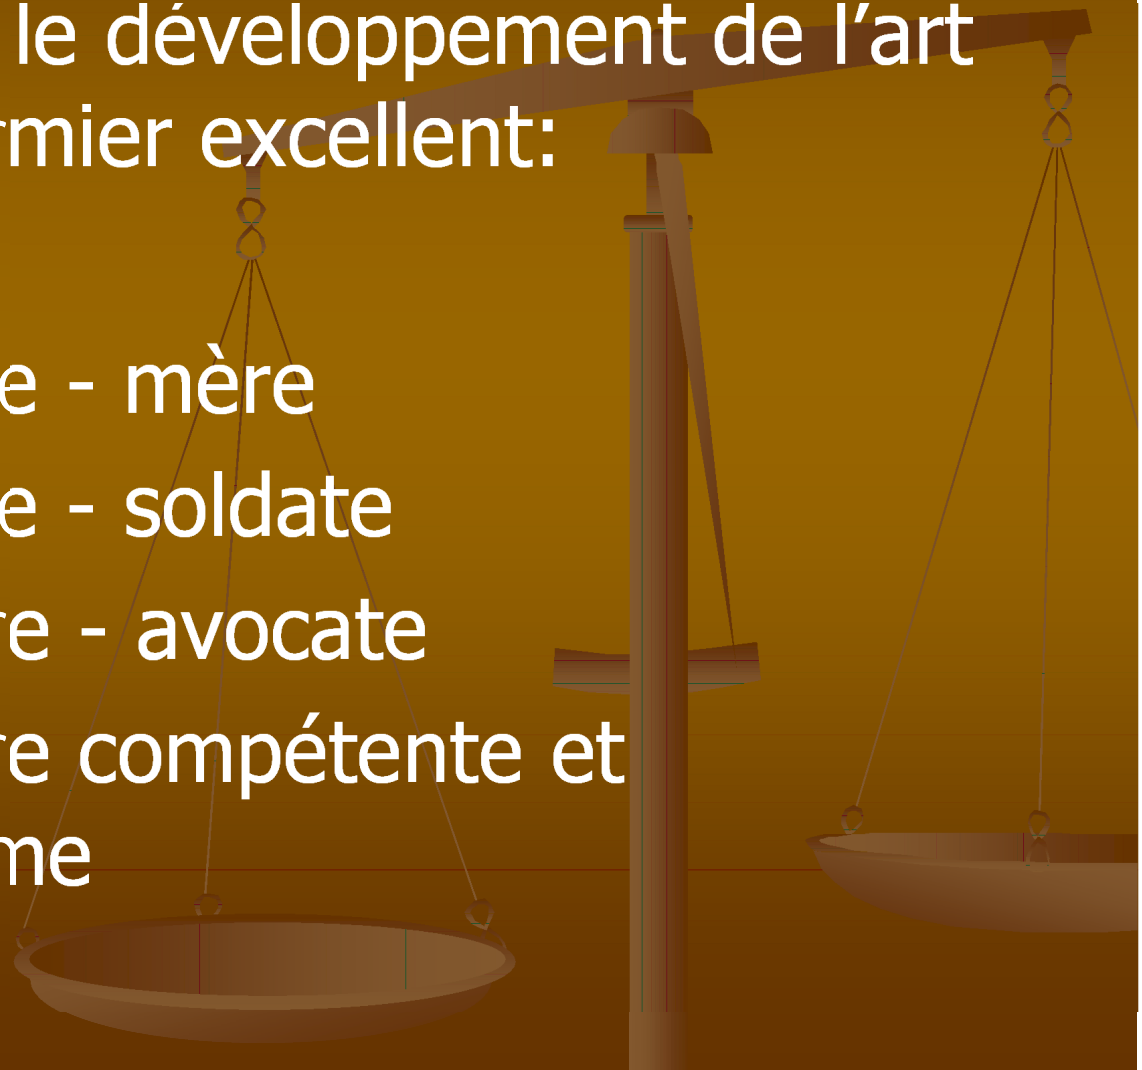 le développement de l’art
rmier excellent:
e - mère
e - soldate
re - avocate
re compétente et
me